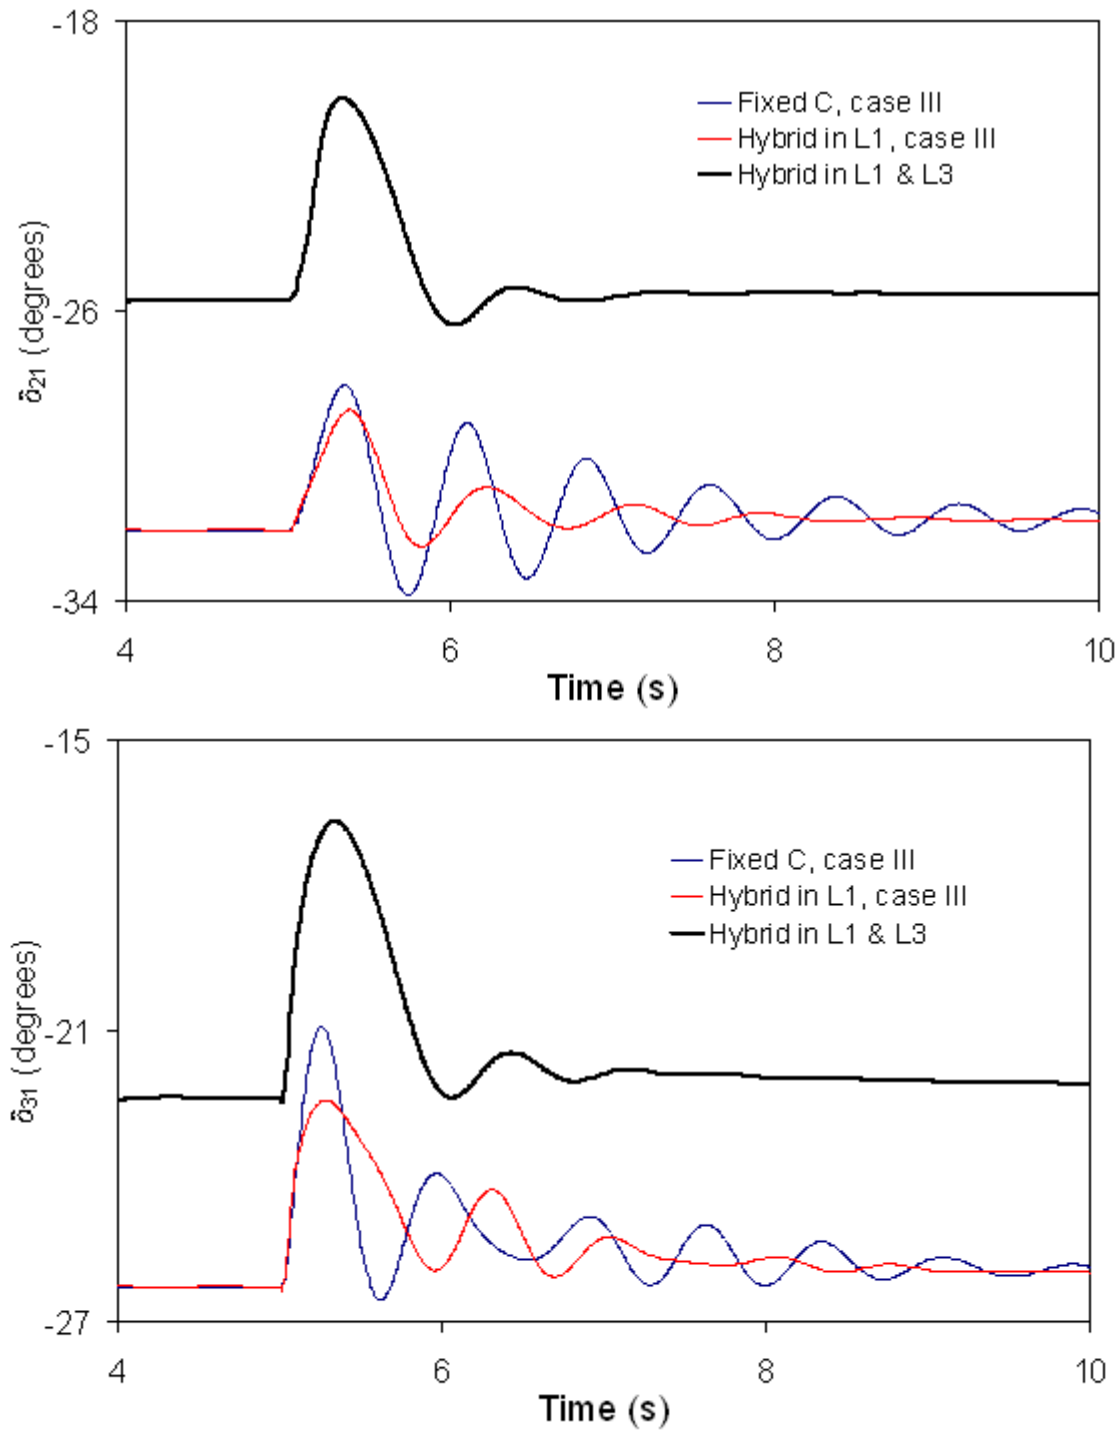 -18
Fixed C, case III
Hybrid in L1, case III
Hybrid in L1 & L3
δ21 (degrees)
-26
-34
4 6 8 10
Time (s)
-15
Fixed C, case III
Hybrid in L1, case III
Hybrid in L1 & L3
δ31 (degrees)
-21
-27
4 6 8 10
Time (s)